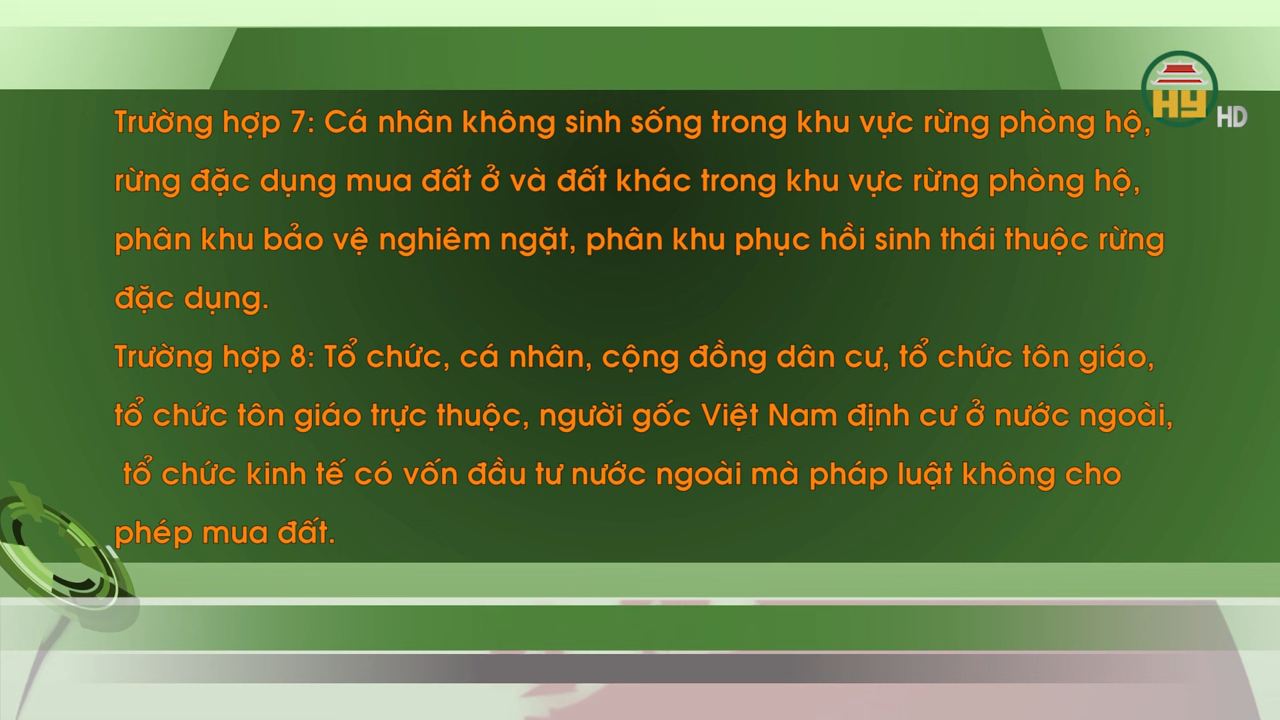 HY HD
Trường hợp 7: Cá nhân không sinh sống trong khu vực rừng phòng hộ,
rừng đặc dụng mua đất ở và đất khác trong khu vực rừng phòng hộ,
phân khu bảo vệ nghiêm ngặt, phân khu phục hồi sinh thái thuộc rừng
đặc dụng.
Trường hợp 8: Tổ chức, cá nhân, cộng đồng dân cư, tổ chức tôn giáo,
tổ chức tôn giáo trực thuộc, người gốc Việt Nam định cư ở nước ngoài,
tổ chức kinh tế có vốn đầu tư nước ngoài mà pháp luật không cho
phép mua đất.